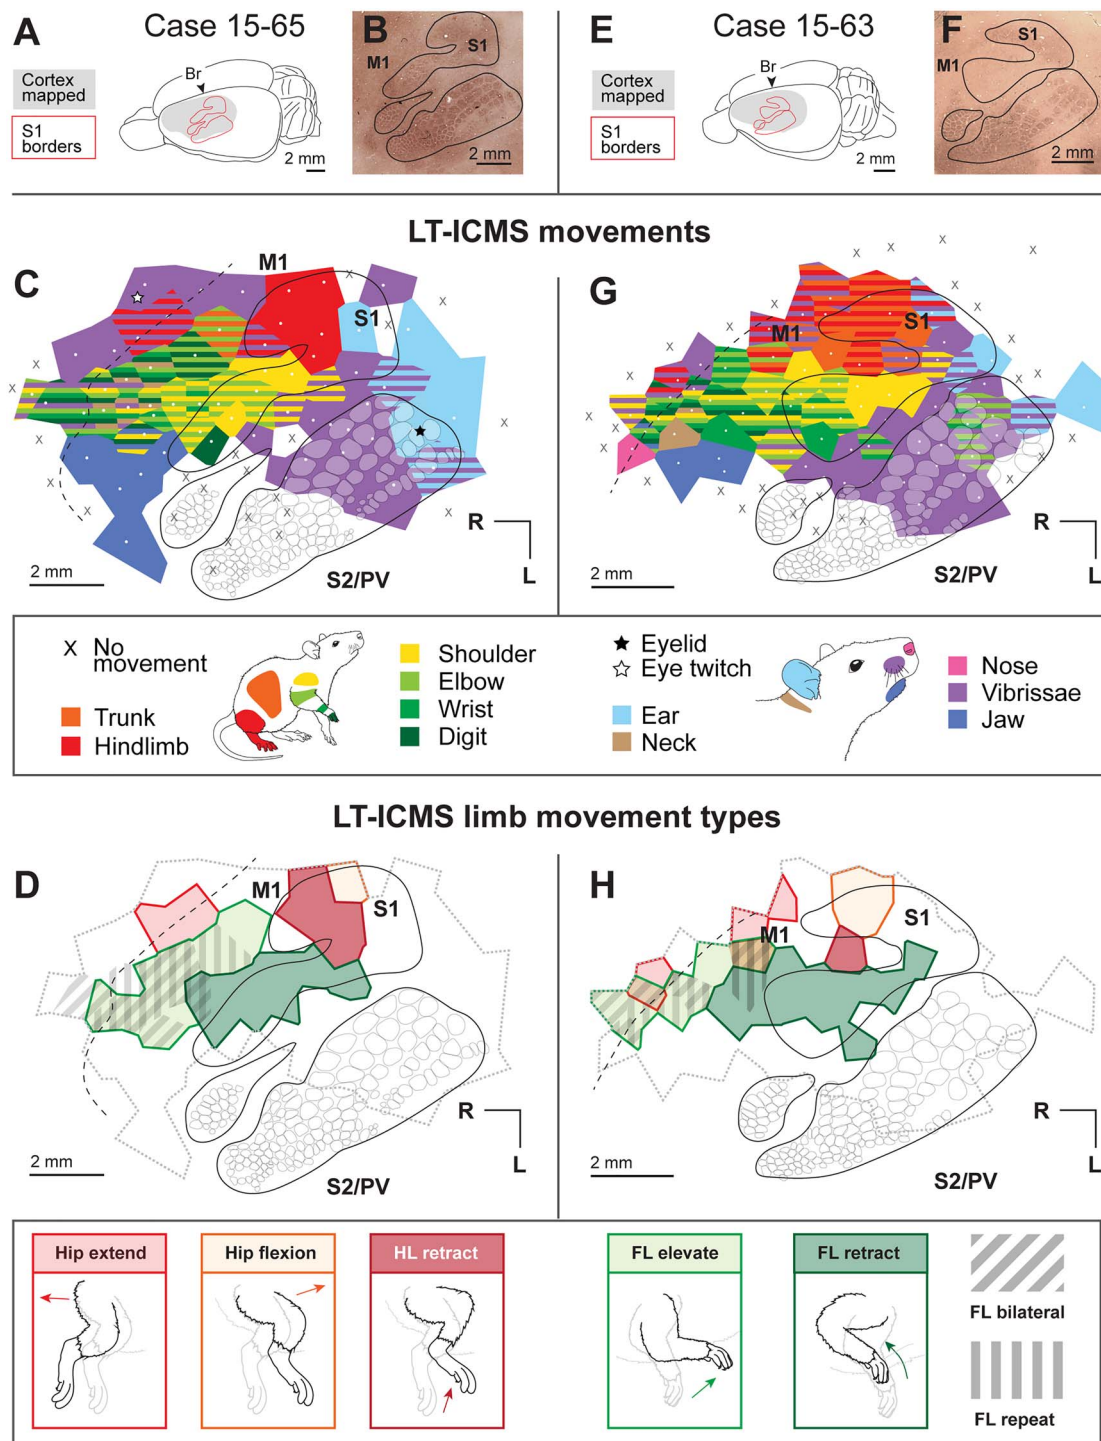 A
Case 15-65
B
S1
M1
Br
Cortex
mapped
S1
borders
2 mm
2 mm
E
Case 15-63
F
S1
M1
Br
Cortex
mapped
S1
borders
2 mm
2 mm
LT-ICMS movements
C
M1
S1
R
L
2 mm
S2/PV
G
M1
S1
R
L
2 mm
S2/PV
X No
movement
Trunk
Hindlimb
Shoulder
Elbow
Wrist
Digit
Eyelid
Eye twitch
Ear
Neck
Nose
Vibrissae
Jaw
LT-ICMS limb movement types
D
M1
S1
R
L
2 mm
S2/PV
H
M1
S1
R
L
2 mm
S2/PV
Hip extend
Hip flexion
HL retract
FL elevate
FL retract
FL bilateral
FL repeat